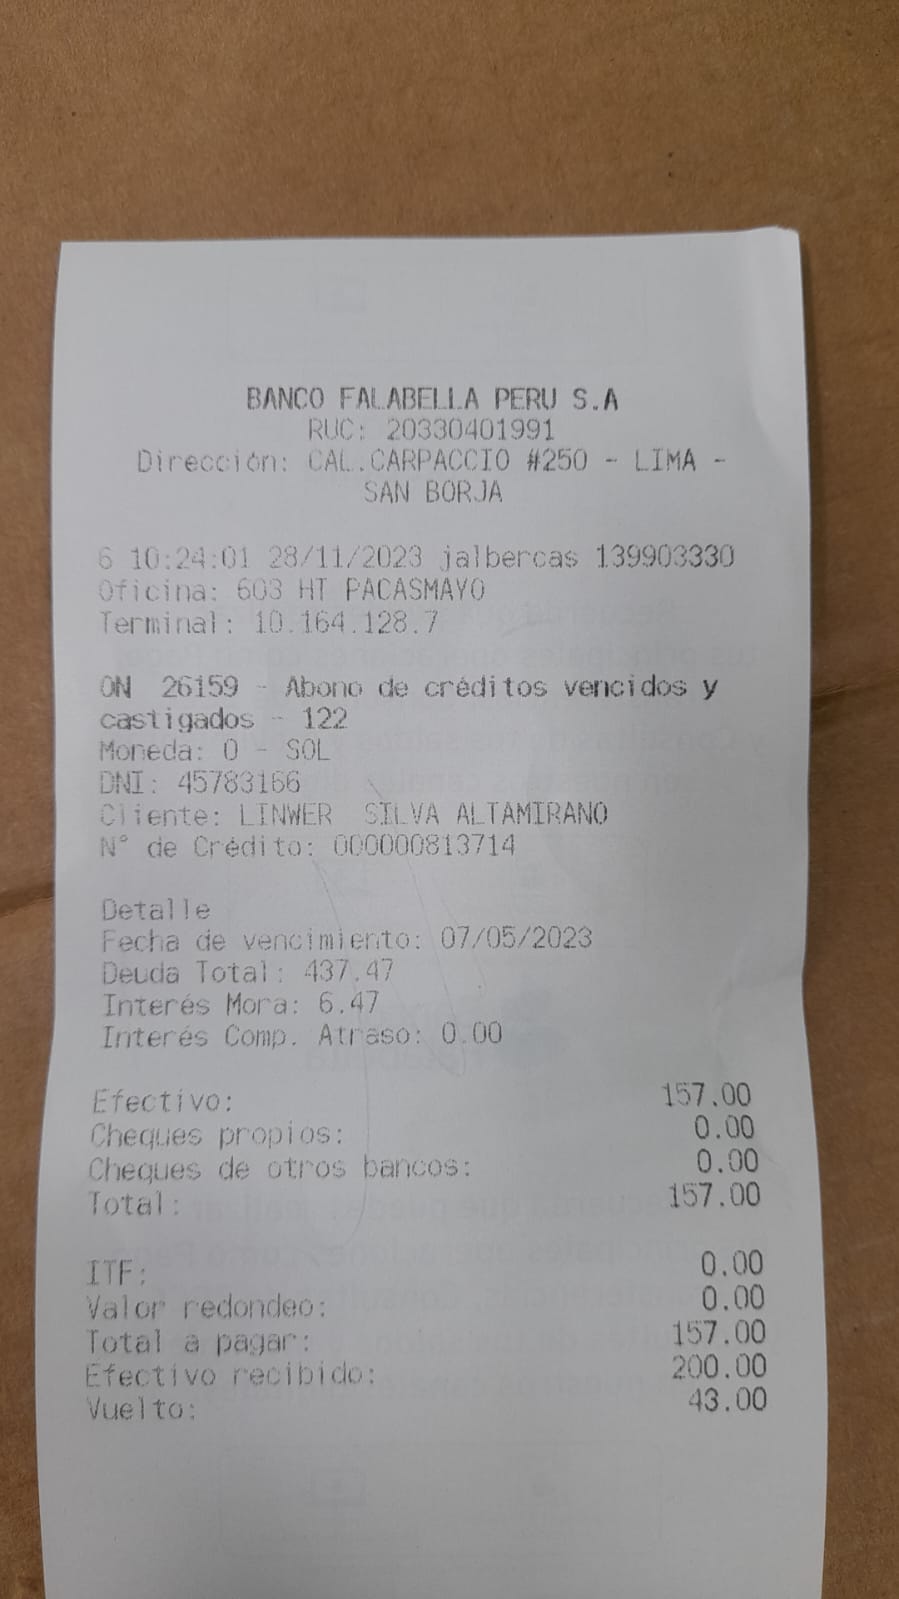 BANCO FALABELLA PERU S.A
RUC: 20330401991
Dirección: CAL.CARPACCIO #250 - LIMA -
SAN BORJA
6 10:24:01 28/11/2023 jalbercas 139903330
Oficina: 603 HT PACASMAYO
Terminal: 10.164.128.7
ON 26159 - Abono de créditos vencidos y
castigados - 122
Moneda: 0 - SOL
DNI: 45783166
Cliente: LINWER SILVA ALTAMIRANO
N° de Crédito: 000000813714
Detalle
Fecha de vencimiento: 07/05/2023
Deuda Total: 437.47
Interés Mora: 6.47
Interés Comp. Atraso: 0.00
Efectivo: 157.00
Cheques propios: 0.00
Cheques de otros bancos: 0.00
Total: 157.00
ITF: 0.00
Valor redondeo: 0.00
Total a pagar: 157.00
Efectivo recibido: 200.00
Vuelto: 43.00